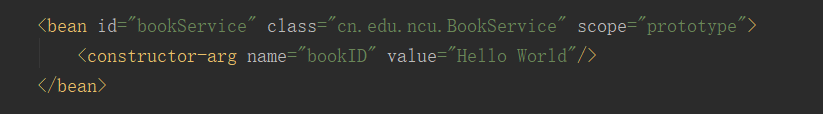 <bean id="bookService" class="cn.edu.ncu.BookService" scope="prototype">
<constructor-arg name="bookID" value="Hello World"/>
</bean>